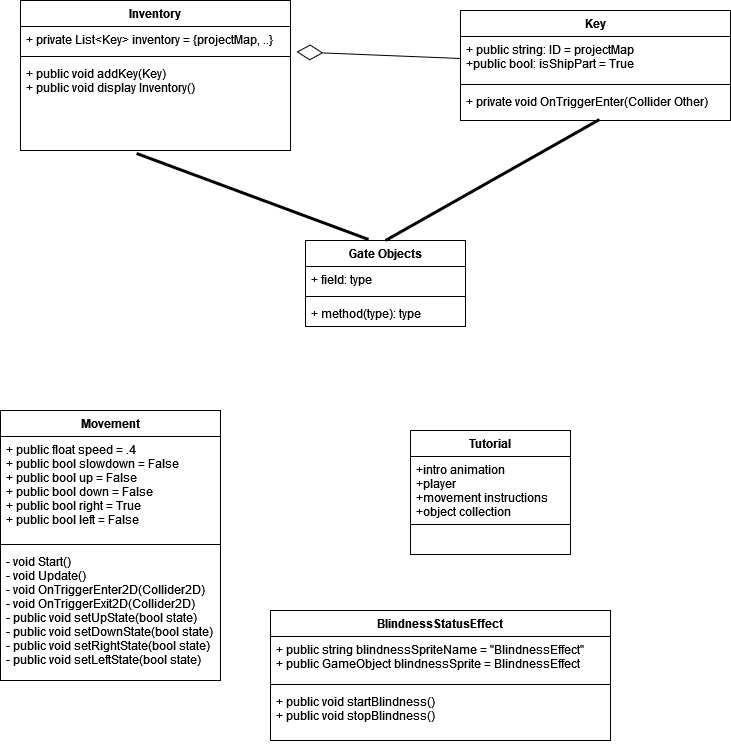 Inventory
+ private List<Key> inventory = {projectMap, ..}
+ public void addKey(Key)
+ public void display Inventory()
Key
+ public string: ID = projectMap
+public bool: isShipPart = True
+ private void OnTriggerEnter(Collider Other)
Gate Objects
+ field: type
+ method(type): type
Movement
+ public float speed = .4
+ public bool slowdown = False
+ public bool up = False
+ public bool down = False
+ public bool right = True
+ public bool left = False
- void Start()
- void Update()
- void OnTriggerEnter2D(Collider2D)
- void OnTriggerExit2D(Collider2D)
- public void setUpState(bool state)
- public void setDownState(bool state)
- public void setRightState(bool state)
- public void setLeftState(bool state)
Tutorial
+intro animation
+player
+movement instructions
+object collection
BlindnessStatusEffect
+ public string blindnessSpriteName = "BlindnessEffect"
+ public GameObject blindnessSprite = BlindnessEffect
+ public void startBlindness()
+ public void stopBlindness()